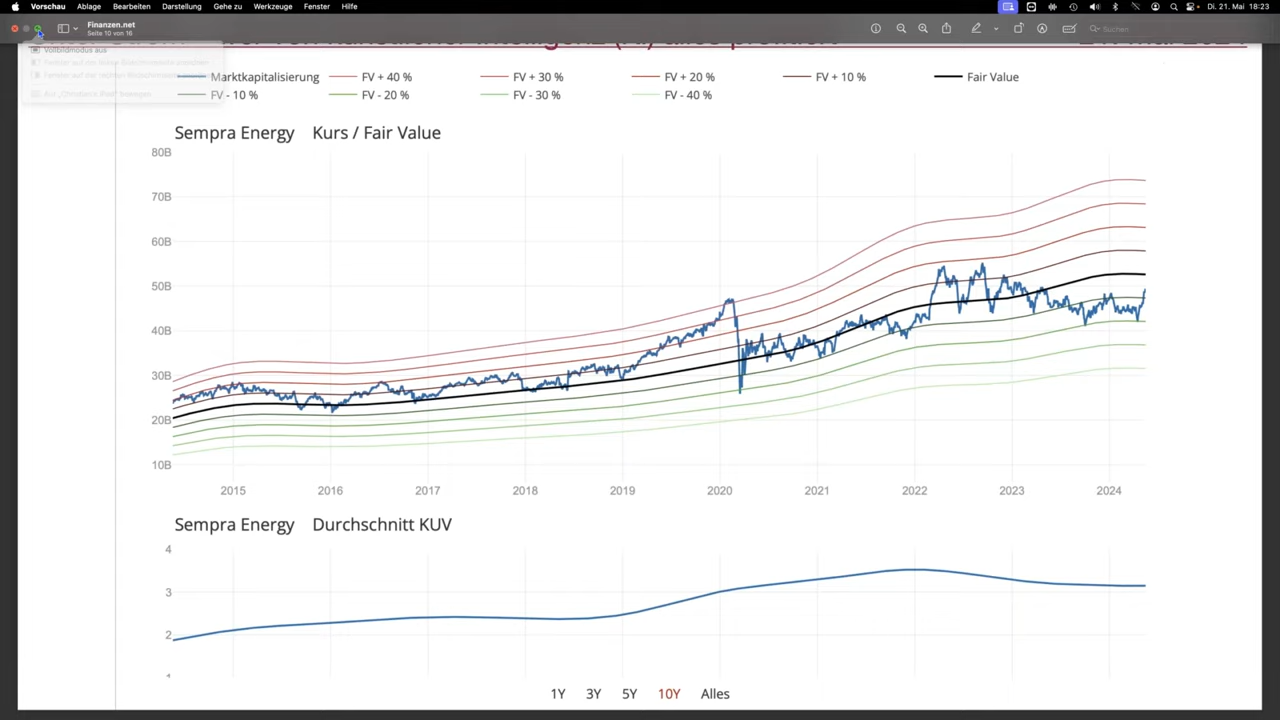 Vorschau Ablage Bearbeiten Darstellung Gehe zu Werkzeuge Fenster Hilfe Di. 21. Mai 18:23
Finanzen.net
Seite 10 von 16
Suchen
Vollbildmodus aus
Marktkapitalisierung FV + 40 % FV + 30 % FV + 20 % FV + 10 % Fair Value
FV - 10 % FV - 20 % FV - 30 % FV - 40 %
Sempra Energy Kurs / Fair Value
80B
70B
60B
50B
40B
30B
20B
10B
2015 2016 2017 2018 2019 2020 2021 2022 2023 2024
Sempra Energy Durchschnitt KUV
4
3
2
1Y 3Y 5Y 10Y Alles